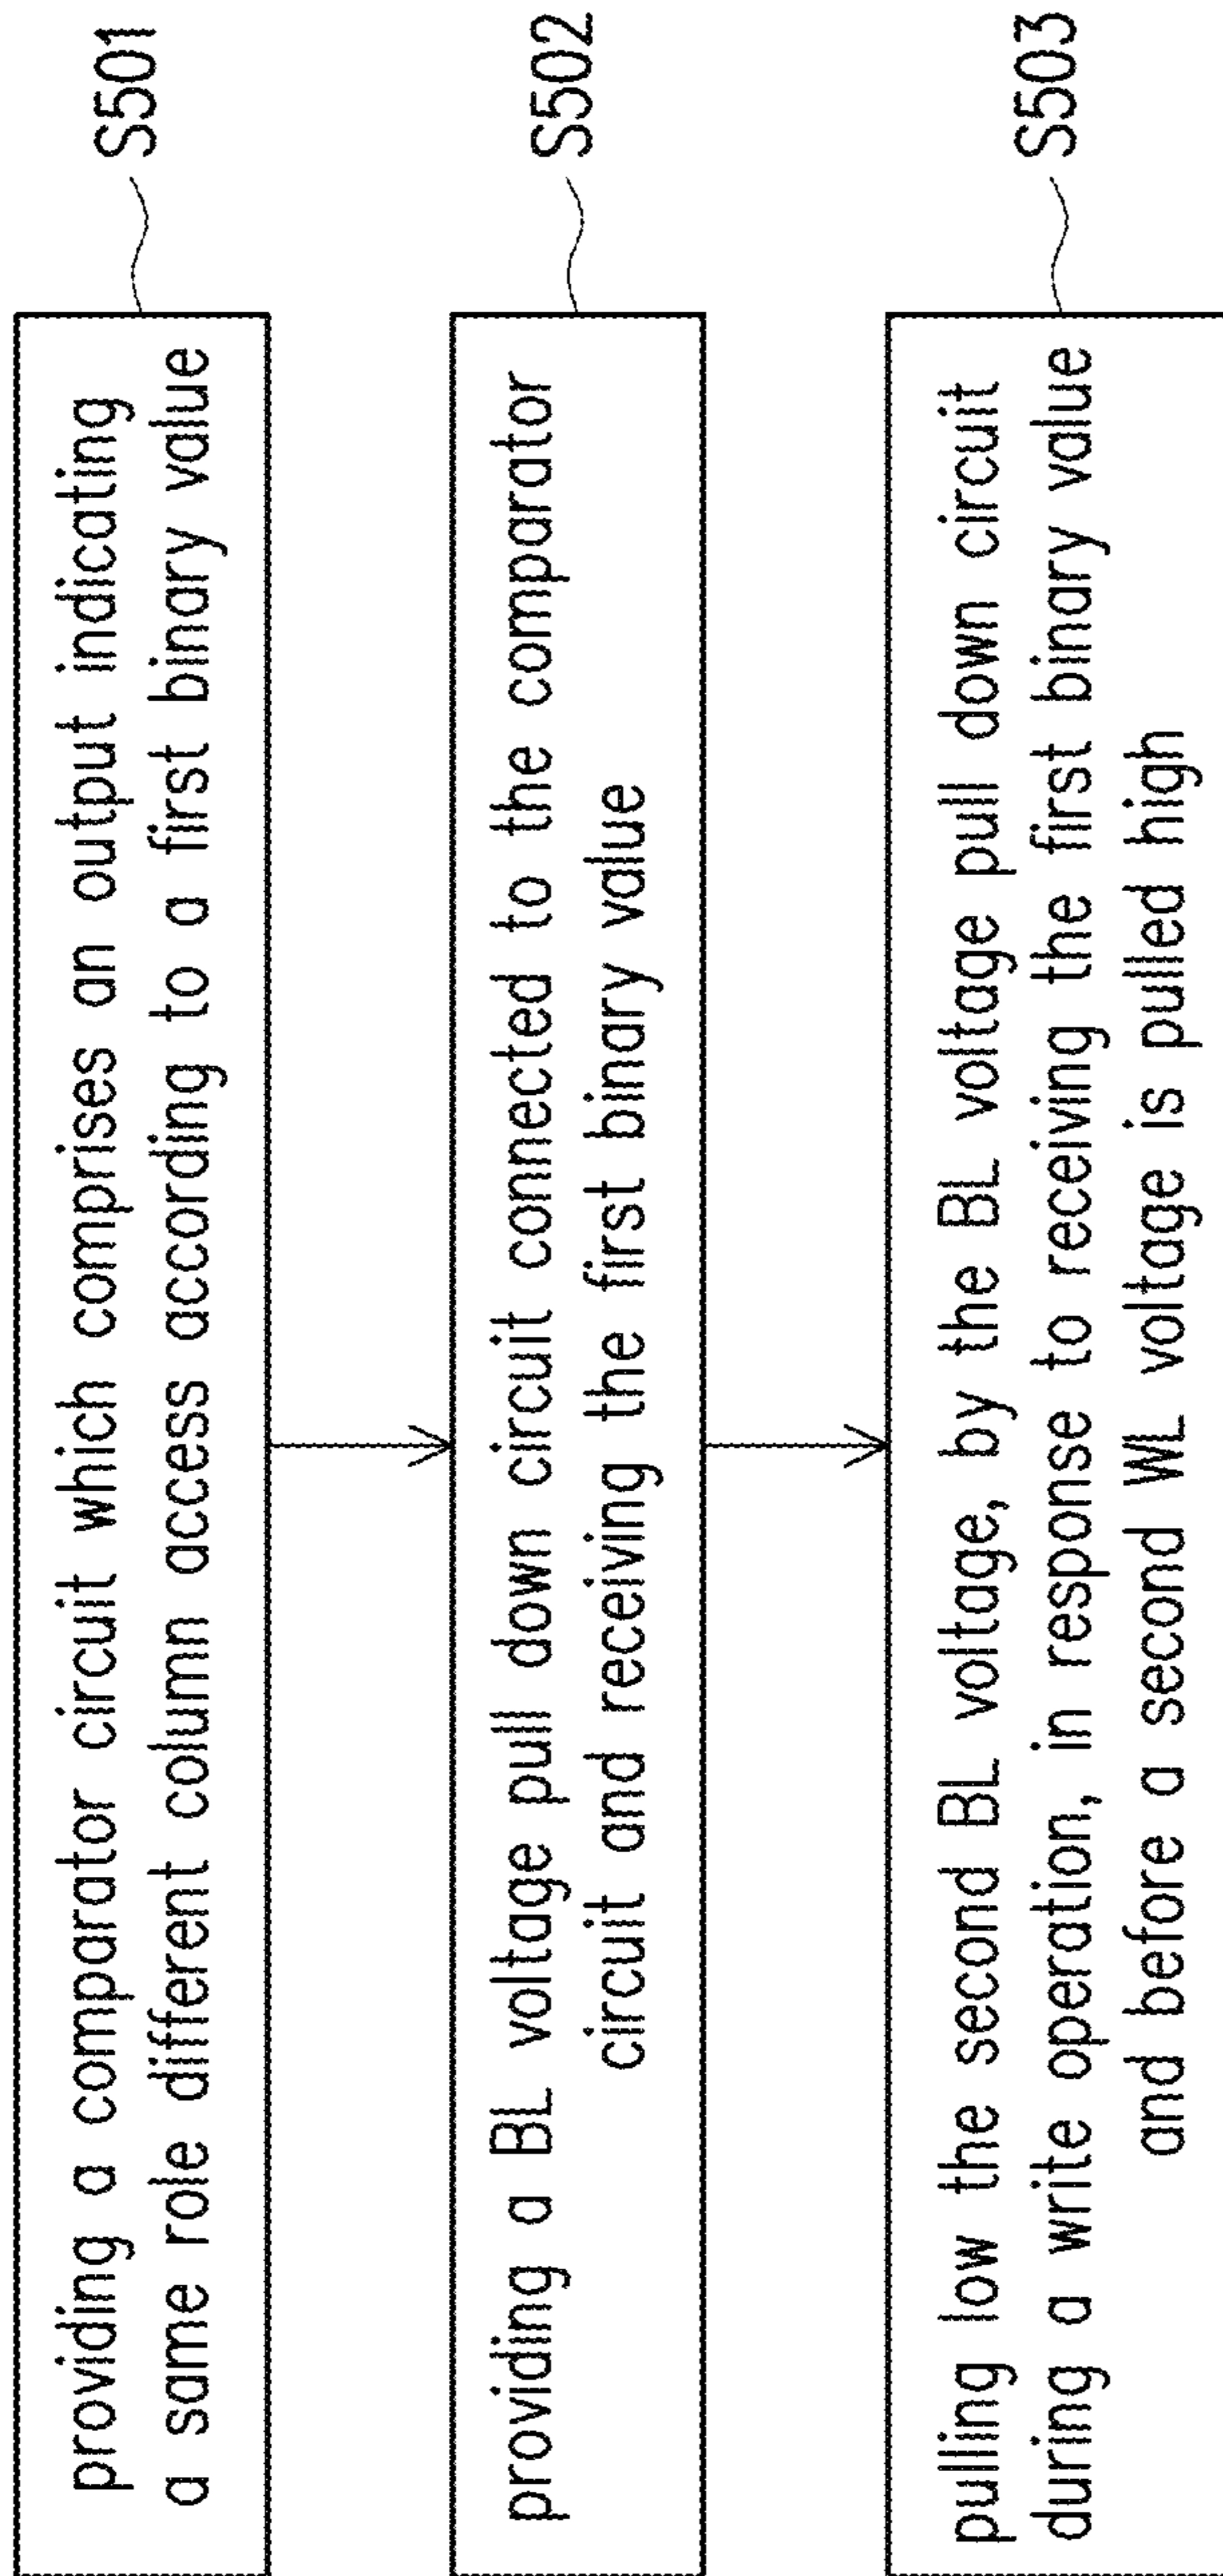 providing a comparator circuit which comprises an output indicating
a same role different column access according to a first binary value
S501
providing a BL voltage pull down circuit connected to the comparator
circuit and receiving the first binary value
S502
pulling low the second BL voltage, by the BL voltage pull down circuit
during a write operation, in response to receiving the first binary value
and before a second WL voltage is pulled high
S503